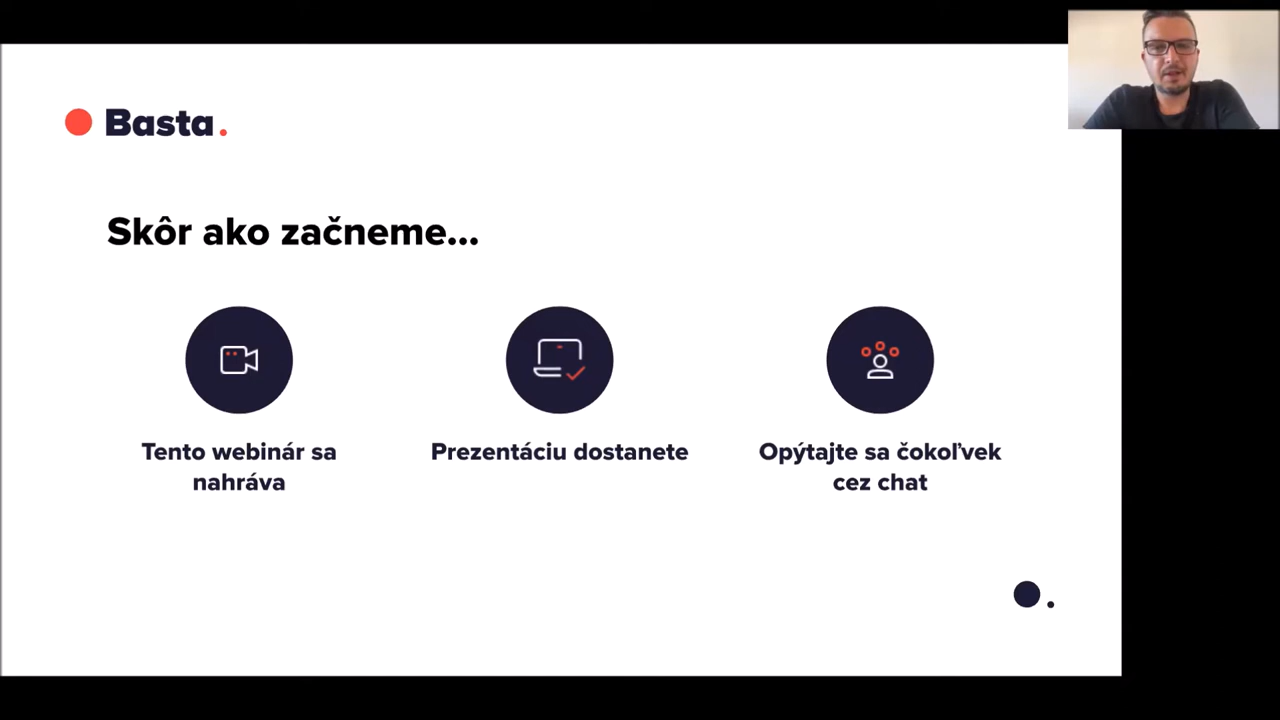 Basta.
Skôr ako začneme...
Tento webinár sa
nahráva
Prezentáciu dostanete
Opýtajte sa čokoľvek
cez chat